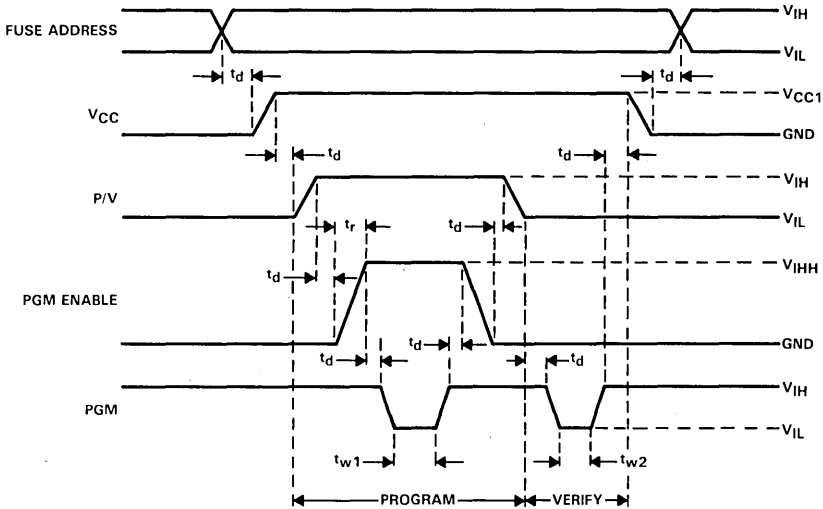 FUSE ADDRESS
VIH
VIL
td
td
VCC
VCC1
GND
td
td
P/V
VIH
VIL
tr
td
td
PGM ENABLE
VIHH
GND
td
td
td
PGM
VIH
VIL
tw1
tw2
PROGRAM
VERIFY